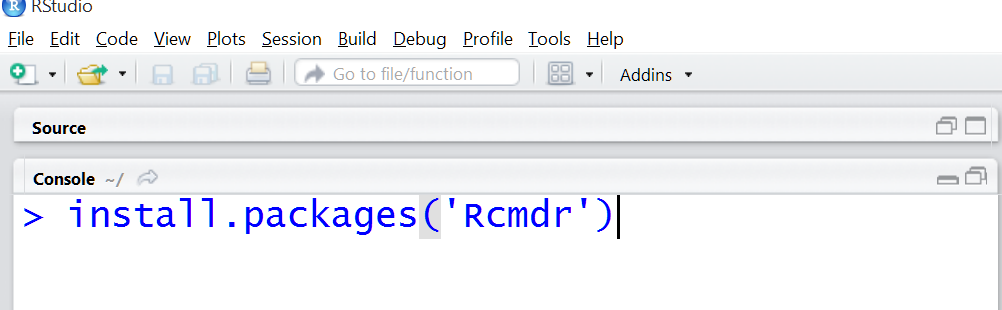 R RStudio
File Edit Code View Plots Session Build Debug Profile Tools Help
Go to file/function Addins
Source
Console ~/
> install.packages('Rcmdr')